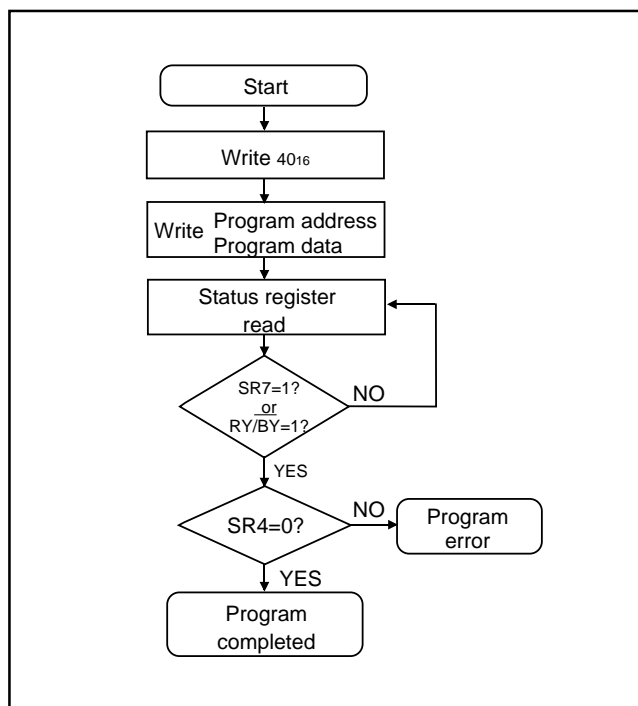 Start
Write 40₁₆
Write Program address
Program data
Status register
read
SR7=1?
or
RY/B̅Y̅=1?
NO
YES
SR4=0?
NO
Program
error
YES
Program
completed